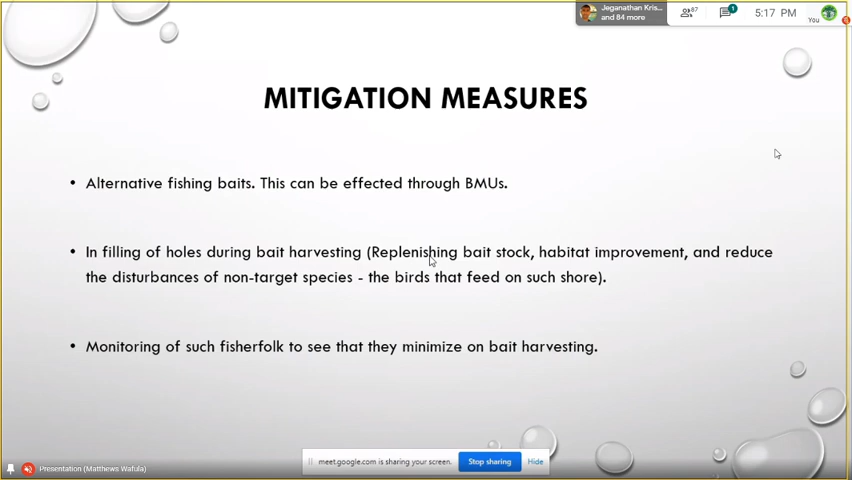 Jeganathan Kris...
and 84 more
87
1
5:17 PM
You
MITIGATION MEASURES
• Alternative fishing baits. This can be effected through BMUs.
• In filling of holes during bait harvesting (Replenishing bait stock, habitat improvement, and reduce
the disturbances of non-target species - the birds that feed on such shore).
• Monitoring of such fisherfolk to see that they minimize on bait harvesting.
Presentation (Matthews Wafula)
meet.google.com is sharing your screen.
Stop sharing
Hide